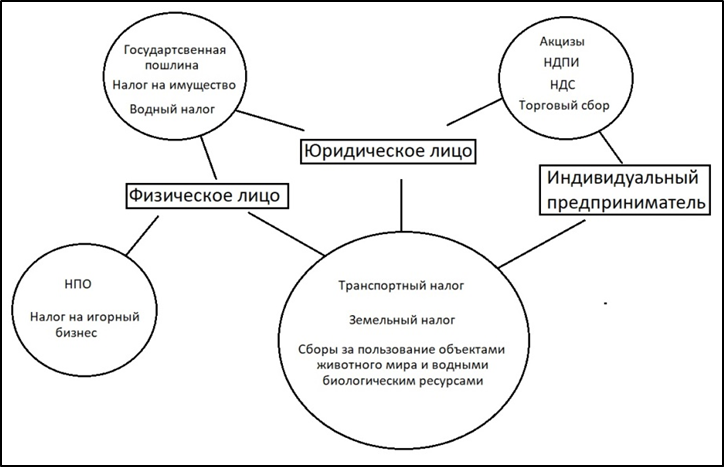 Государтсвенная
пошлина
Налог на имущество
Водный налог
Акцизы
НДПИ
НДС
Торговый сбор
Юридическое лицо
Физическое лицо
Индивидуальный
предприниматель
НПО
Налог на игорный
бизнес
Транспортный налог
Земельный налог
Сборы за пользование объектами
животного мира и водными
биологическим ресурсами